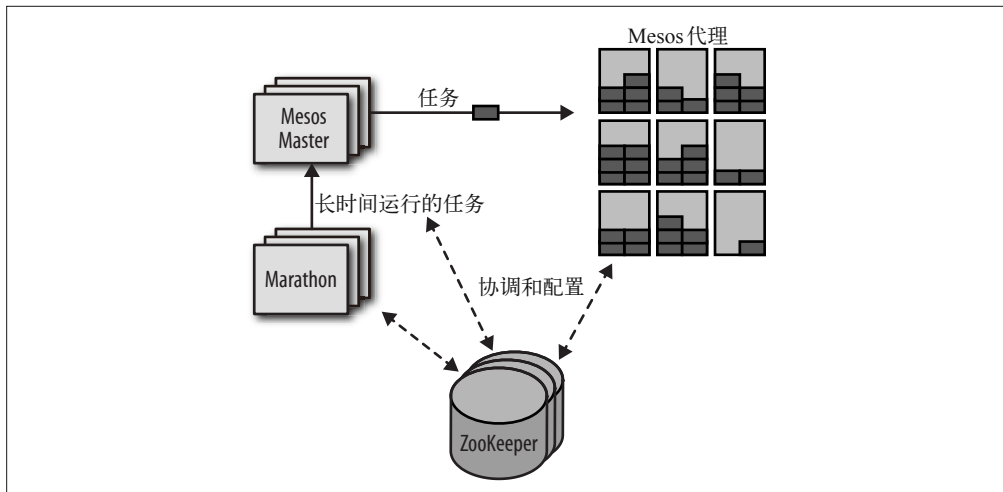 Mesos代理
任务
Mesos
Master
长时间运行的任务
Marathon
协调和配置
ZooKeeper